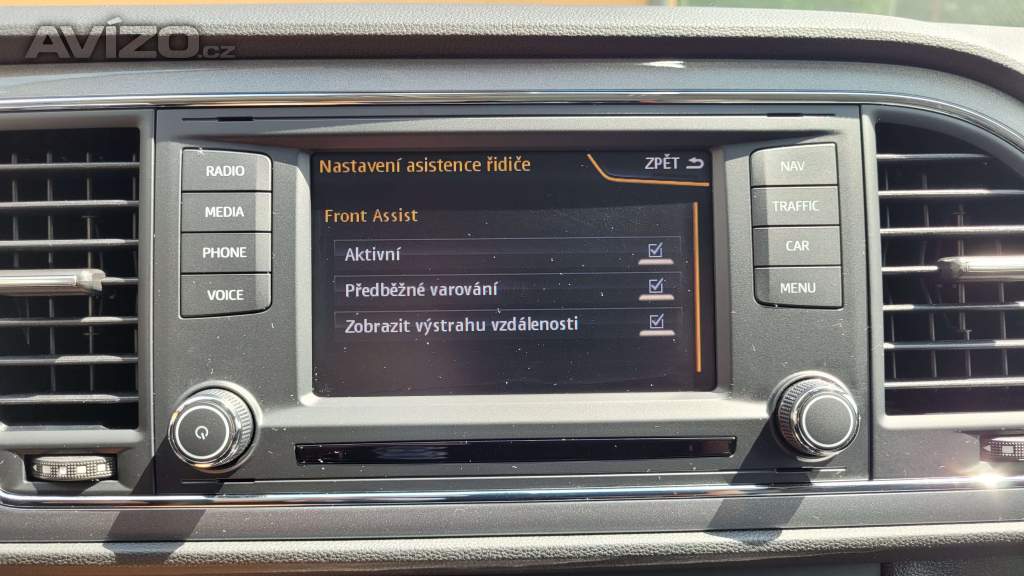 AVÍZO.cz
Nastavení asistence řidiče
ZPĚT
Front Assist
Aktivní
Předběžné varování
Zobrazit výstrahu vzdálenosti
RADIO
MEDIA
PHONE
VOICE
NAV
TRAFFIC
CAR
MENU